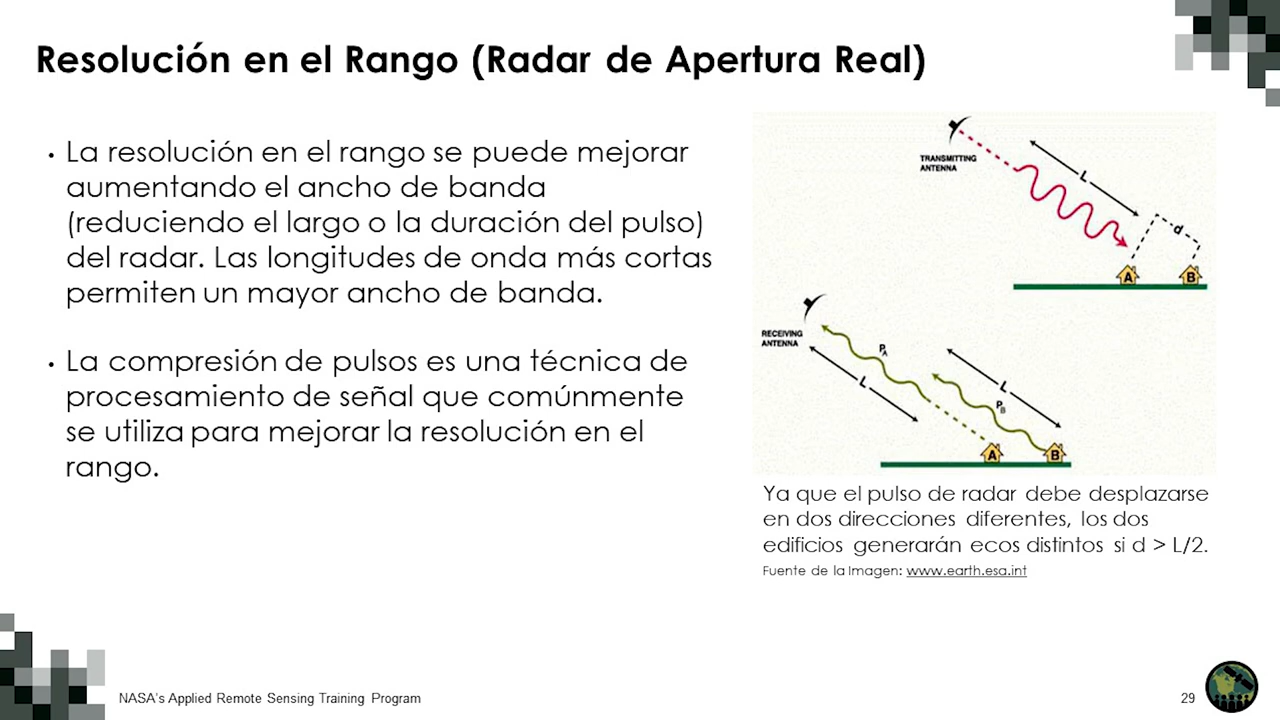 Resolución en el Rango (Radar de Apertura Real)
• La resolución en el rango se puede mejorar
aumentando el ancho de banda
(reduciendo el largo o la duración del pulso)
del radar. Las longitudes de onda más cortas
permiten un mayor ancho de banda.
• La compresión de pulsos es una técnica de
procesamiento de señal que comúnmente
se utiliza para mejorar la resolución en el
rango.
TRANSMITTING
ANTENNA
L
d
A
B
RECEIVING
ANTENNA
PA
L
L
PB
A
B
Ya que el pulso de radar debe desplazarse
en dos direcciones diferentes, los dos
edificios generarán ecos distintos si d > L/2.
Fuente de la Imagen: www.earth.esa.int
NASA's Applied Remote Sensing Training Program
29